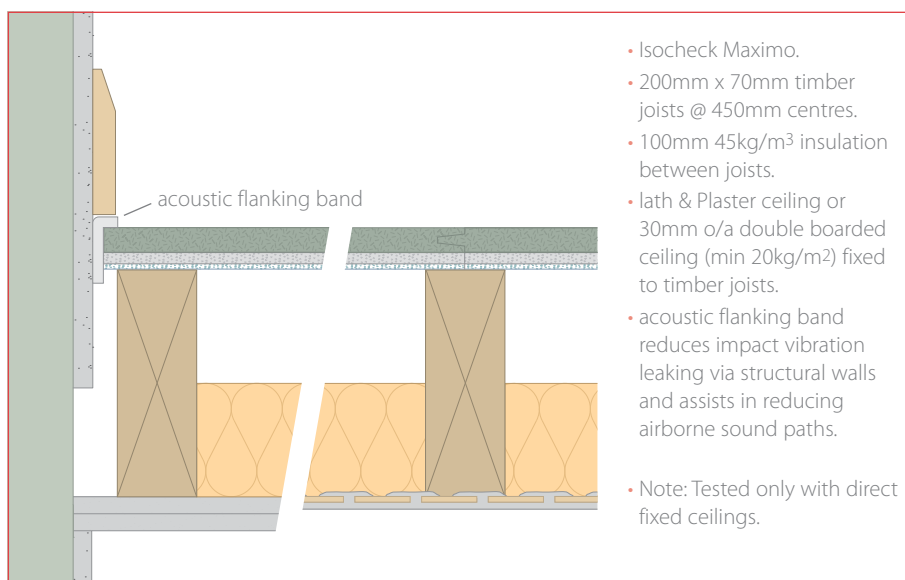 acoustic flanking band
• Isocheck Maximo.
• 200mm x 70mm timber
joists @ 450mm centres.
• 100mm 45kg/m3 insulation
between joists.
• lath & Plaster ceiling or
30mm o/a double boarded
ceiling (min 20kg/m2) fixed
to timber joists.
• acoustic flanking band
reduces impact vibration
leaking via structural walls
and assists in reducing
airborne sound paths.
• Note: Tested only with direct
fixed ceilings.